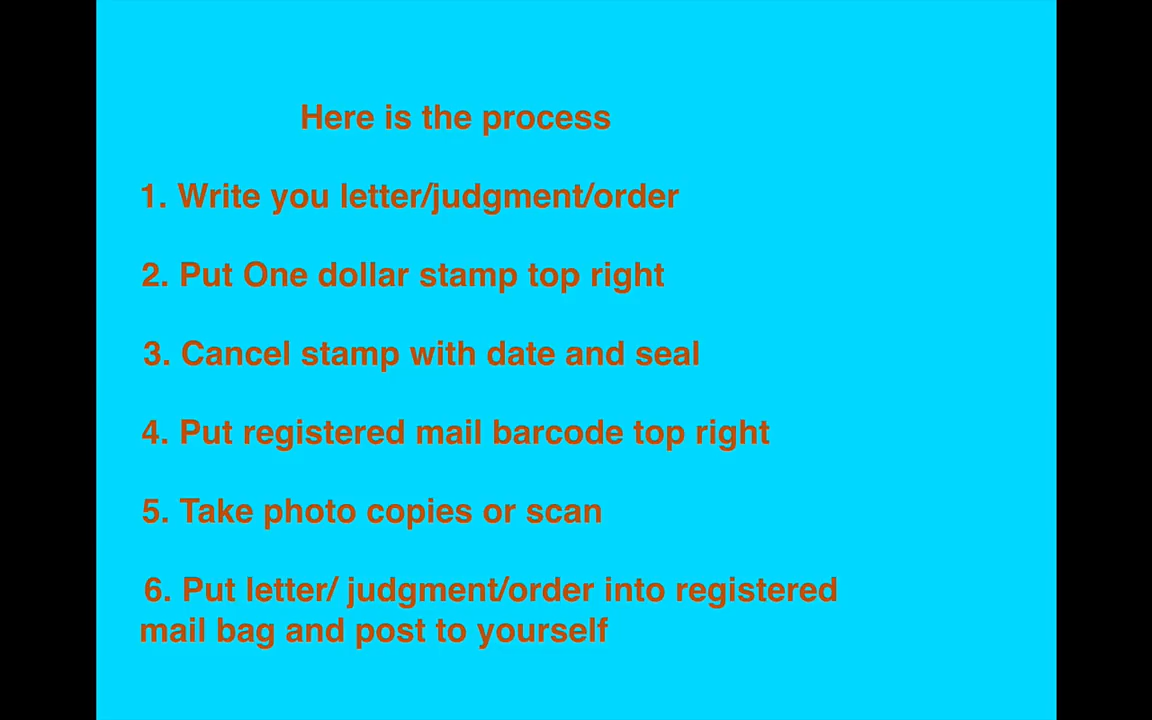 Here is the process
1. Write you letter/judgment/order
2. Put One dollar stamp top right
3. Cancel stamp with date and seal
4. Put registered mail barcode top right
5. Take photo copies or scan
6. Put letter/ judgment/order into registered
mail bag and post to yourself